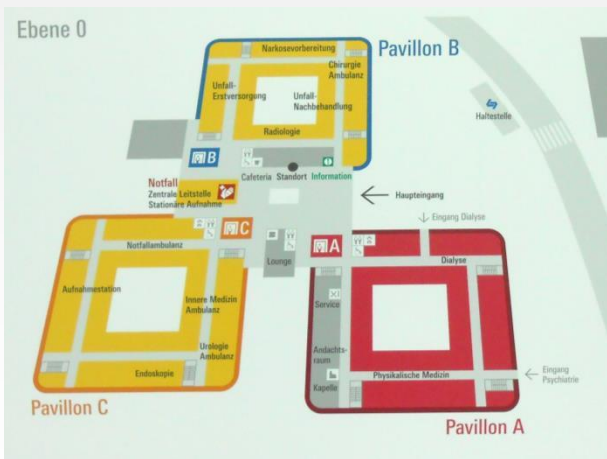 Ebene 0
Pavillon B
Narkosevorbereitung
Chirurgie
Ambulanz
Unfall-
Erstversorgung
Unfall-
Nachbehandlung
Radiologie
Haltestelle
B
Cafeteria
Standort
Information
Notfall
Zentrale Leitstelle
Stationäre Aufnahme
Haupteingang
C
A
Eingang Dialyse
Notfallambulanz
Lounge
Dialyse
Aufnahmestation
Innere Medizin
Ambulanz
Service
Urologie
Ambulanz
Andachts-
raum
Endoskopie
Kapelle
Physikalische Medizin
Eingang
Psychiatrie
Pavillon C
Pavillon A